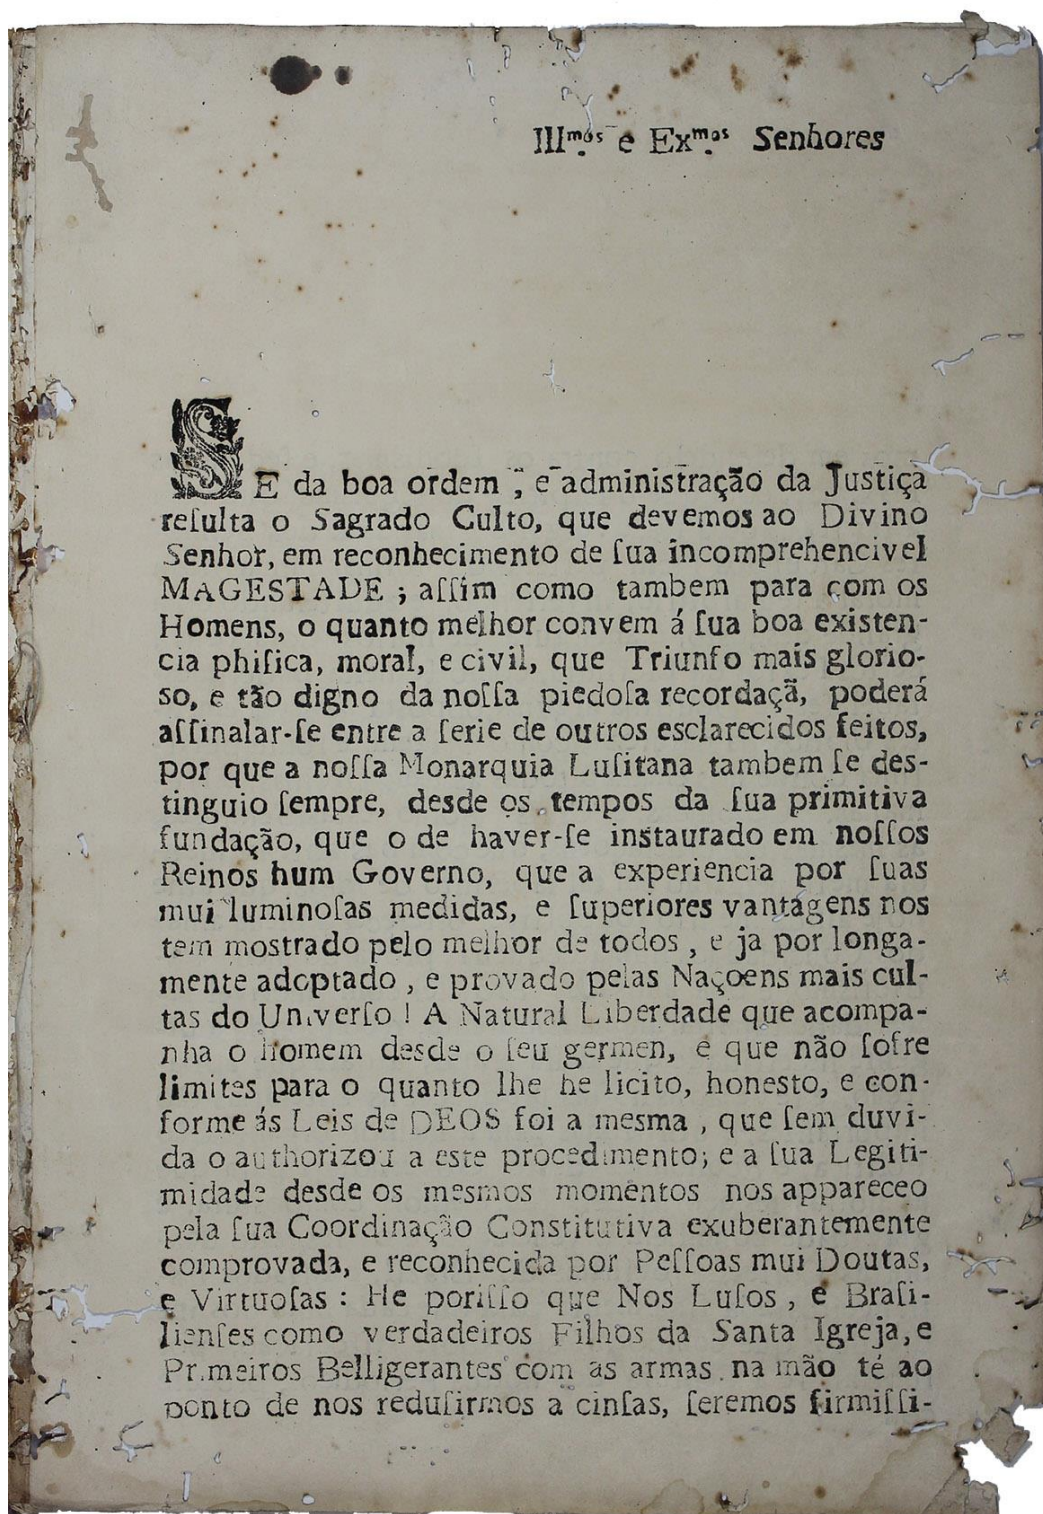 Illmos e Exmos Senhores
SE da boa ordem, e administração da Justiça
reſulta o Sagrado Culto, que devemos ao Divino
Senhor, em reconhecimento de ſua incomprehencivel
MAGESTADE; aſſim como tambem para com os
Homens, o quanto melhor convem á ſua boa existen-
cia phiſica, moral, e civil, que Triunfo mais glorio-
so, e tão digno da noſſa piedoſa recordaçã, poderá
aſſinalar-ſe entre a ſerie de outros esclarecidos feitos,
por que a noſſa Monarquia Luſitana tambem ſe des-
tinguio ſempre, desde os tempos da ſua primitiva
fundação, que o de haver-ſe instaurado em noſſos
Reinos hum Governo, que a experiencia por ſuas
mui luminoſas medidas, e ſuperiores vantágens nos
tem mostrado pelo melhor de todos, e ja por longa-
mente adoptado, e provado pelas Naçoens mais cul-
tas do Univerſo! A Natural Liberdade que acompa-
nha o homem desde o ſeu germen, e que não ſofre
limites para o quanto lhe he licito, honesto, e con-
forme ás Leis de DEOS foi a mesma, que ſem duvi-
da o authorizou a este procedimento; e a ſua Legiti-
midade desde os mesmos momentos nos appareceo
pela ſua Coordinação Constitutiva exuberantemente
comprovada, e reconhecida por Peſſoas mui Doutas,
e Virtuoſas: He poriſſo que Nos Luſos, e Braſi-
lienſes como verdadeiros Filhos da Santa Igreja, e
Primeiros Belligerantes com as armas na mão té ao
ponto de nos reduſirmos a cinſas, ſeremos firmiſſi-